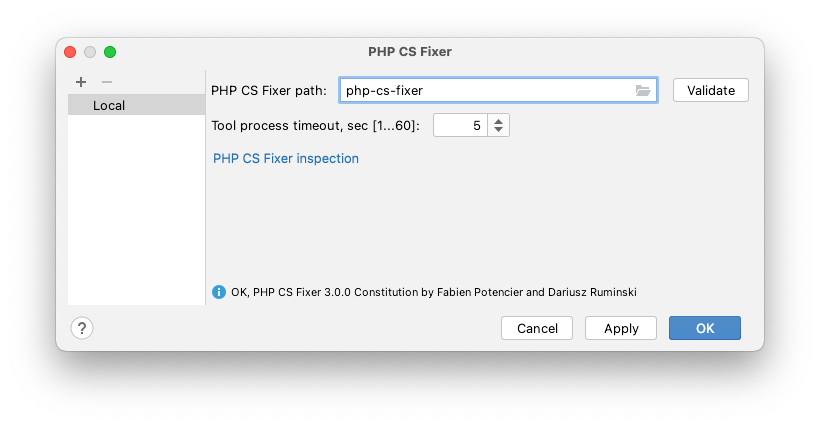 PHP CS Fixer
+ −
Local
PHP CS Fixer path: php-cs-fixer Validate
Tool process timeout, sec [1...60]: 5
PHP CS Fixer inspection
OK, PHP CS Fixer 3.0.0 Constitution by Fabien Potencier and Dariusz Ruminski
? Cancel Apply OK